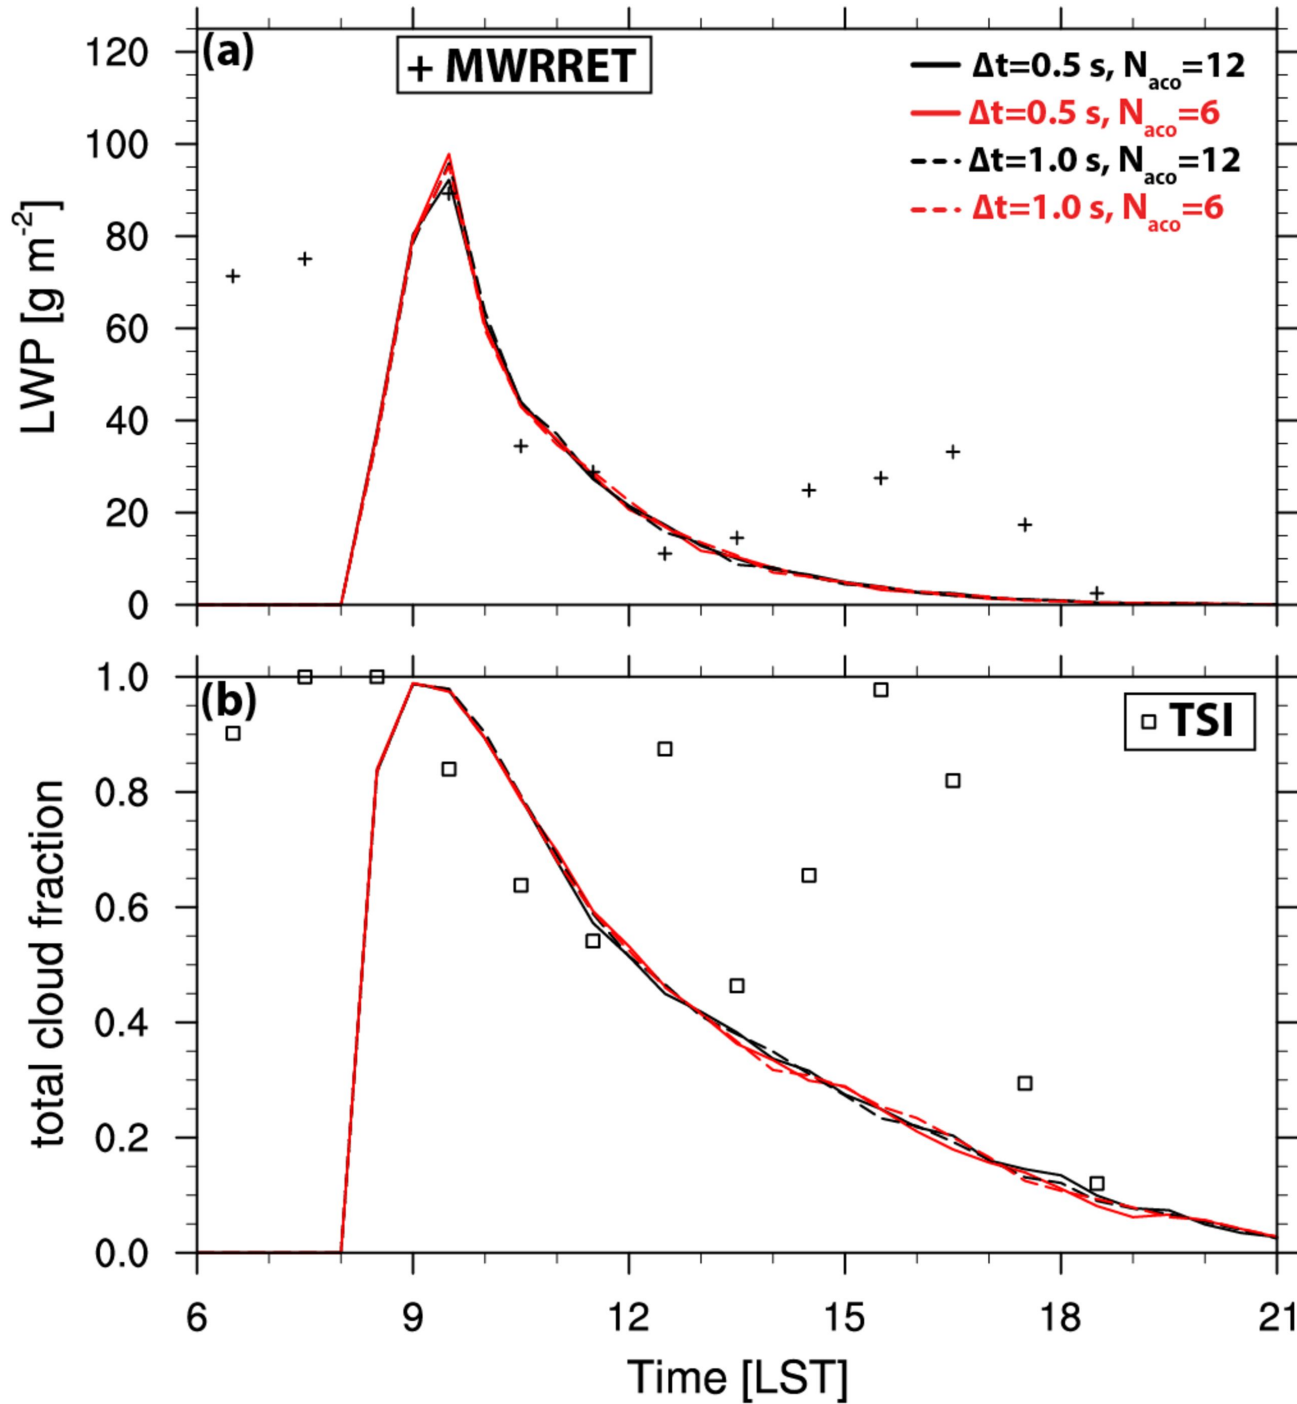 (a)
+ MWRRET
Δt=0.5 s, Naco=12
Δt=0.5 s, Naco=6
Δt=1.0 s, Naco=12
Δt=1.0 s, Naco=6
120
100
80
60
40
20
0
LWP [g m-2]
(b)
TSI
1.0
0.8
0.6
0.4
0.2
0.0
total cloud fraction
6 9 12 15 18 21
Time [LST]